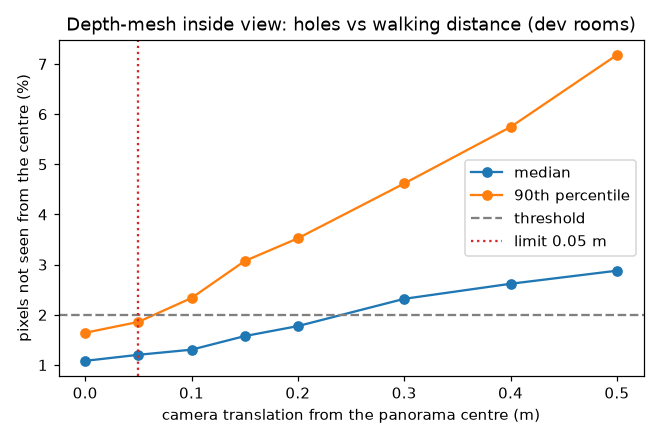 Depth-mesh inside view: holes vs walking distance (dev rooms)
pixels not seen from the centre (%)
7
6
5
4
3
2
1
median
90th percentile
threshold
limit 0.05 m
0.0 0.1 0.2 0.3 0.4 0.5
camera translation from the panorama centre (m)